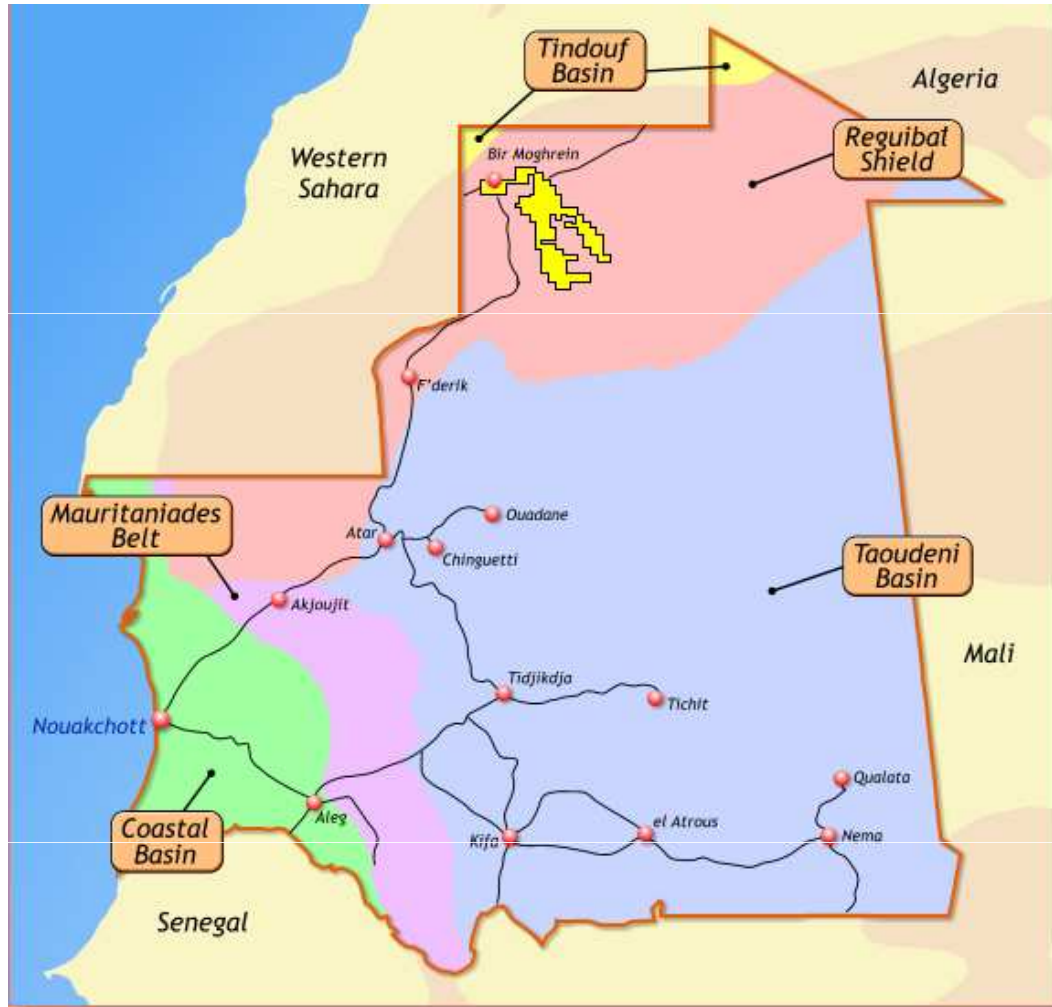 Tindouf
Basin
Algeria
Reguibat
Shield
Western
Sahara
Bir Moghrein
F'derik
Mauritaniades
Belt
Ouadane
Atar
Chinguetti
Taoudeni
Basin
Akjoujit
Mali
Tidjikdja
Tichit
Nouakchott
Qualata
Aleg
Coastal
Basin
el Atrous
Kifa
Nema
Senegal